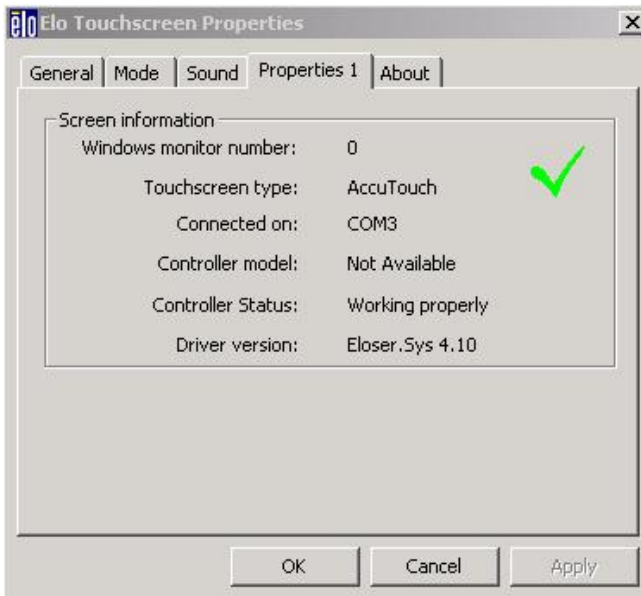 elo Elo Touchscreen Properties
General Mode Sound Properties 1 About
Screen information
Windows monitor number: 0
Touchscreen type: AccuTouch
Connected on: COM3
Controller model: Not Available
Controller Status: Working properly
Driver version: Eloser.Sys 4.10
OK Cancel Apply